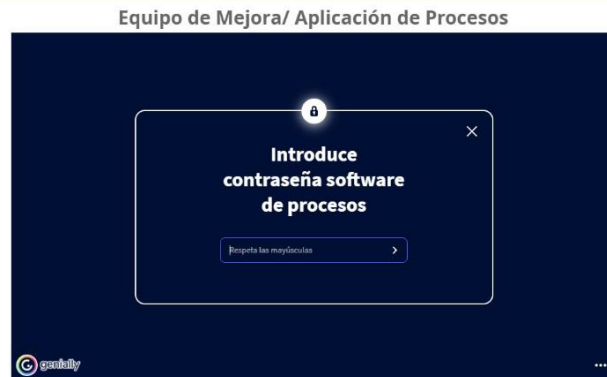 Equipo de Mejora/ Aplicación de Procesos
Introduce
contraseña software
de procesos
Respeta las mayúsculas
genially